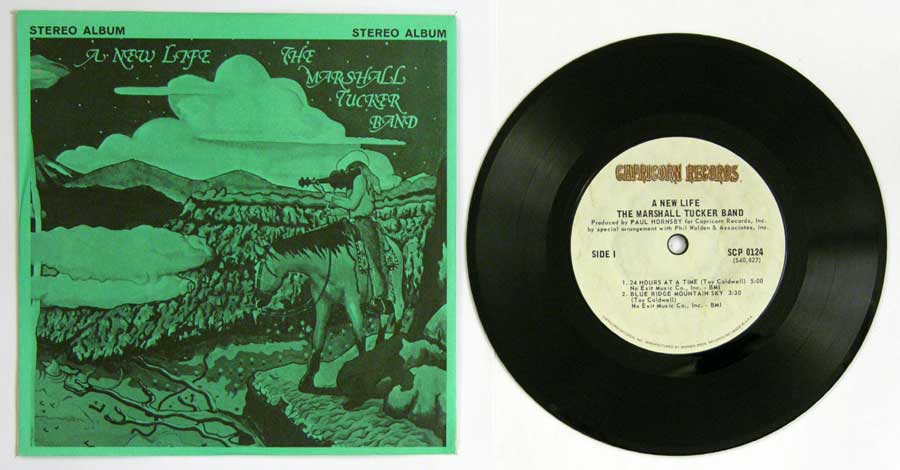 STEREO ALBUM
STEREO ALBUM
A NEW LIFE
THE
MARSHALL
TUCKER
BAND
CAPRICORN RECORDS
A NEW LIFE
THE MARSHALL TUCKER BAND
Produced by PAUL HORNSBY for Capricorn Records, Inc.
by special arrangement with Phil Walden & Associates, Inc.
SIDE I
SCP 0124
(S40,627)
1. 24 HOURS AT A TIME (Toy Caldwell) 5:00
No Exit Music Co., Inc. - BMI
2. BLUE RIDGE MOUNTAIN SKY 3:30
(Toy Caldwell)
No Exit Music Co., Inc. - BMI